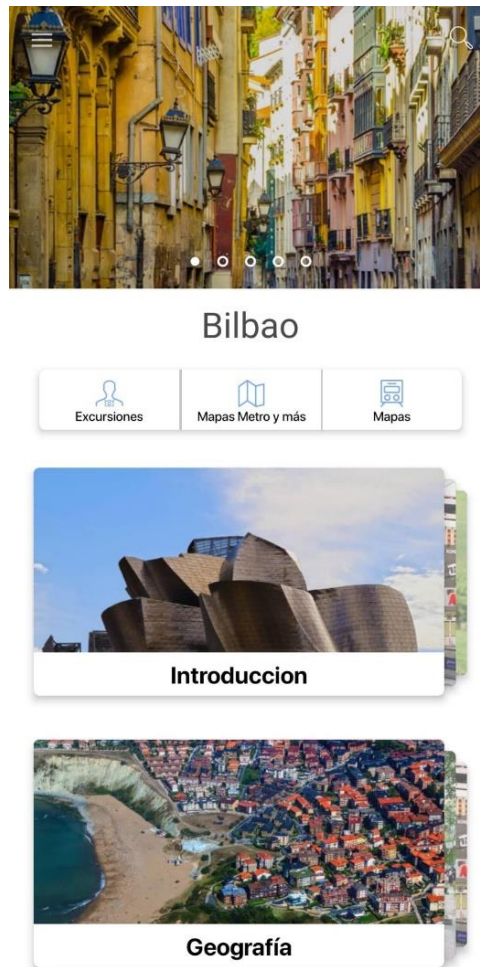 Bilbao
Excursiones
Mapas Metro y más
Mapas
Introduccion
Geografía